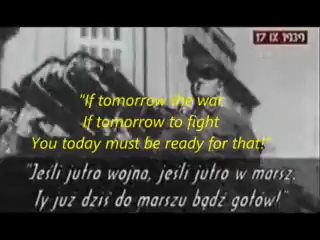 17 IX 1939
"If tomorrow the war
If tomorrow to fight
You today must be ready for that!"
"Jeśli jutro wojna, jeśli jutro w marsz,
Ty już dziś do marszu bądź gotów!"